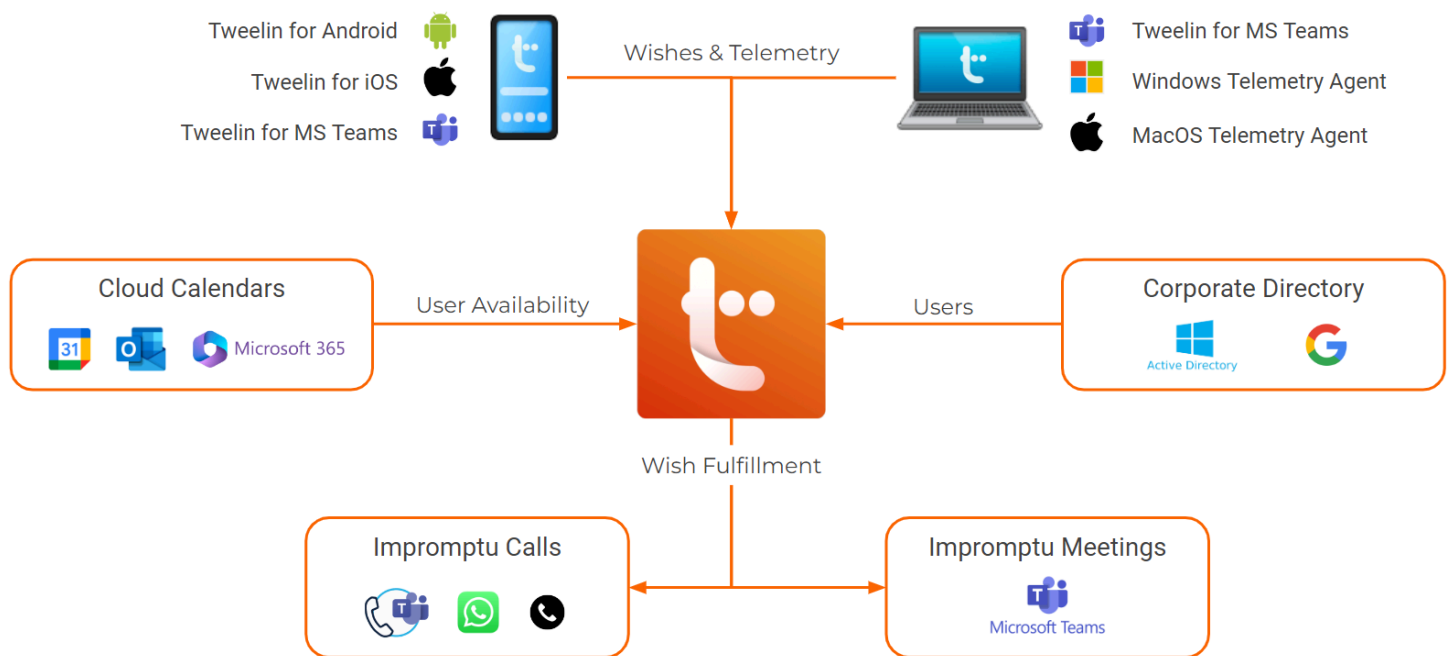 Tweelin for Android
Tweelin for iOS
Tweelin for MS Teams
Wishes & Telemetry
Tweelin for MS Teams
Windows Telemetry Agent
MacOS Telemetry Agent
Cloud Calendars
31
Microsoft 365
User Availability
Users
Corporate Directory
Active Directory
Wish Fulfillment
Impromptu Calls
Impromptu Meetings
Microsoft Teams